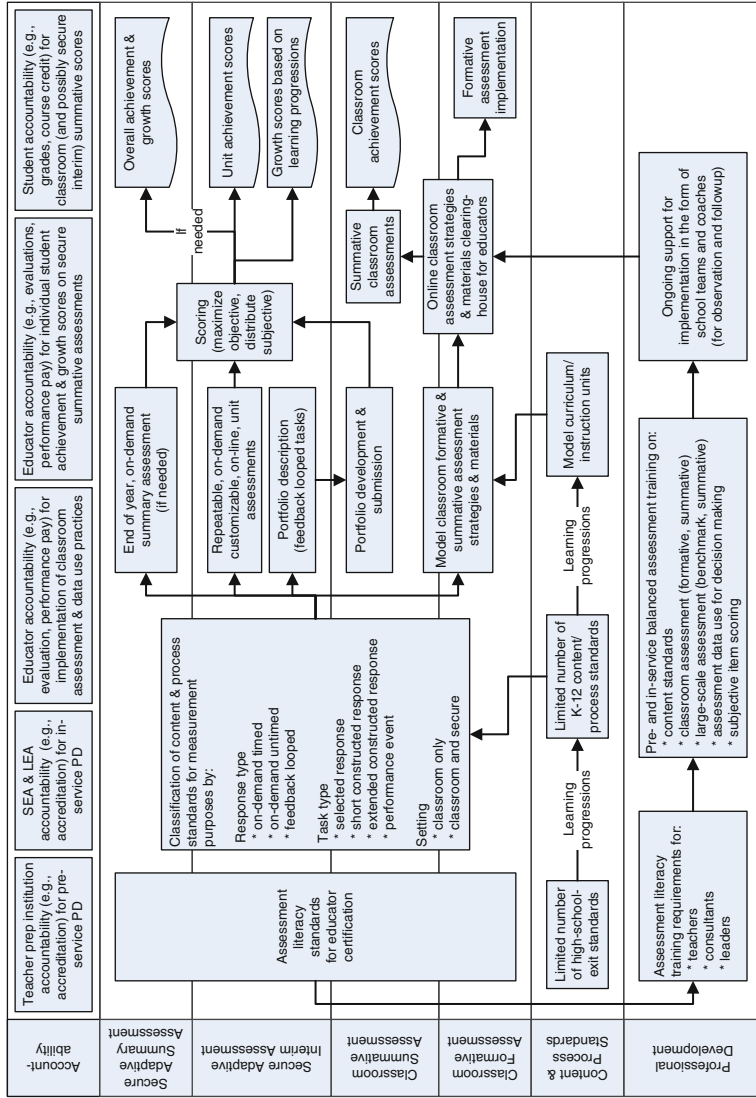 Account-
ability
Teacher prep institution
accountability (e.g.,
accreditation) for pre-
service PD
SEA & LEA
accountability (e.g.,
accreditation) for in-
service PD
Educator accountability (e.g.,
evaluation, performance pay) for
implementation of classroom
assessment & data use practices
Educator accountability (e.g., evaluations,
performance pay) for individual student
achievement & growth scores on secure
summative assessments
Student accountability (e.g.,
grades, course credit) for
classroom (and possibly secure
interim) summative scores
Secure Adaptive
Summary
Assessment
Secure Adaptive
Interim Assessment
Classroom
Summative
Assessment
Classroom
Formative
Assessment
Content &
Process
Standards
Professional
Development
Assessment
literacy
standards
for educator
certification
Classification of content & process
standards for measurement
purposes by:
Response type
* on-demand timed
* on-demand untimed
* feedback looped
Task type
* selected response
* short constructed response
* extended constructed response
* performance event
Setting
* classroom only
* classroom and secure
End of year, on-demand
summary assessment
(if needed)
Repeatable, on-demand
customizable, on-line, unit
assessments
Portfolio description
(feedback looped tasks)
Portfolio development &
submission
Model classroom formative &
summative assessment
strategies & materials
Scoring
(maximize
objective,
distribute
subjective)
If
needed
Overall achievement &
growth scores
Unit achievement scores
Growth scores based on
learning progressions
Summative
classroom
assessments
Classroom
achievement scores
Online classroom
assessment strategies
& materials clearing-
house for educators
Formative
assessment
implementation
Limited number
of high-school-
exit standards
Learning
progressions
Limited number of
K-12 content/
process standards
Learning
progressions
Model curriculum/
instruction units
Assessment literacy
training requirements for:
* teachers
* consultants
* leaders
Pre- and in-service balanced assessment training on:
* content standards
* classroom assessment (formative, summative)
* large-scale assessment (benchmark, summative)
* assessment data use for decision making
* subjective item scoring
Ongoing support for
implementation in the form of
school teams and coaches
(for observation and followup)